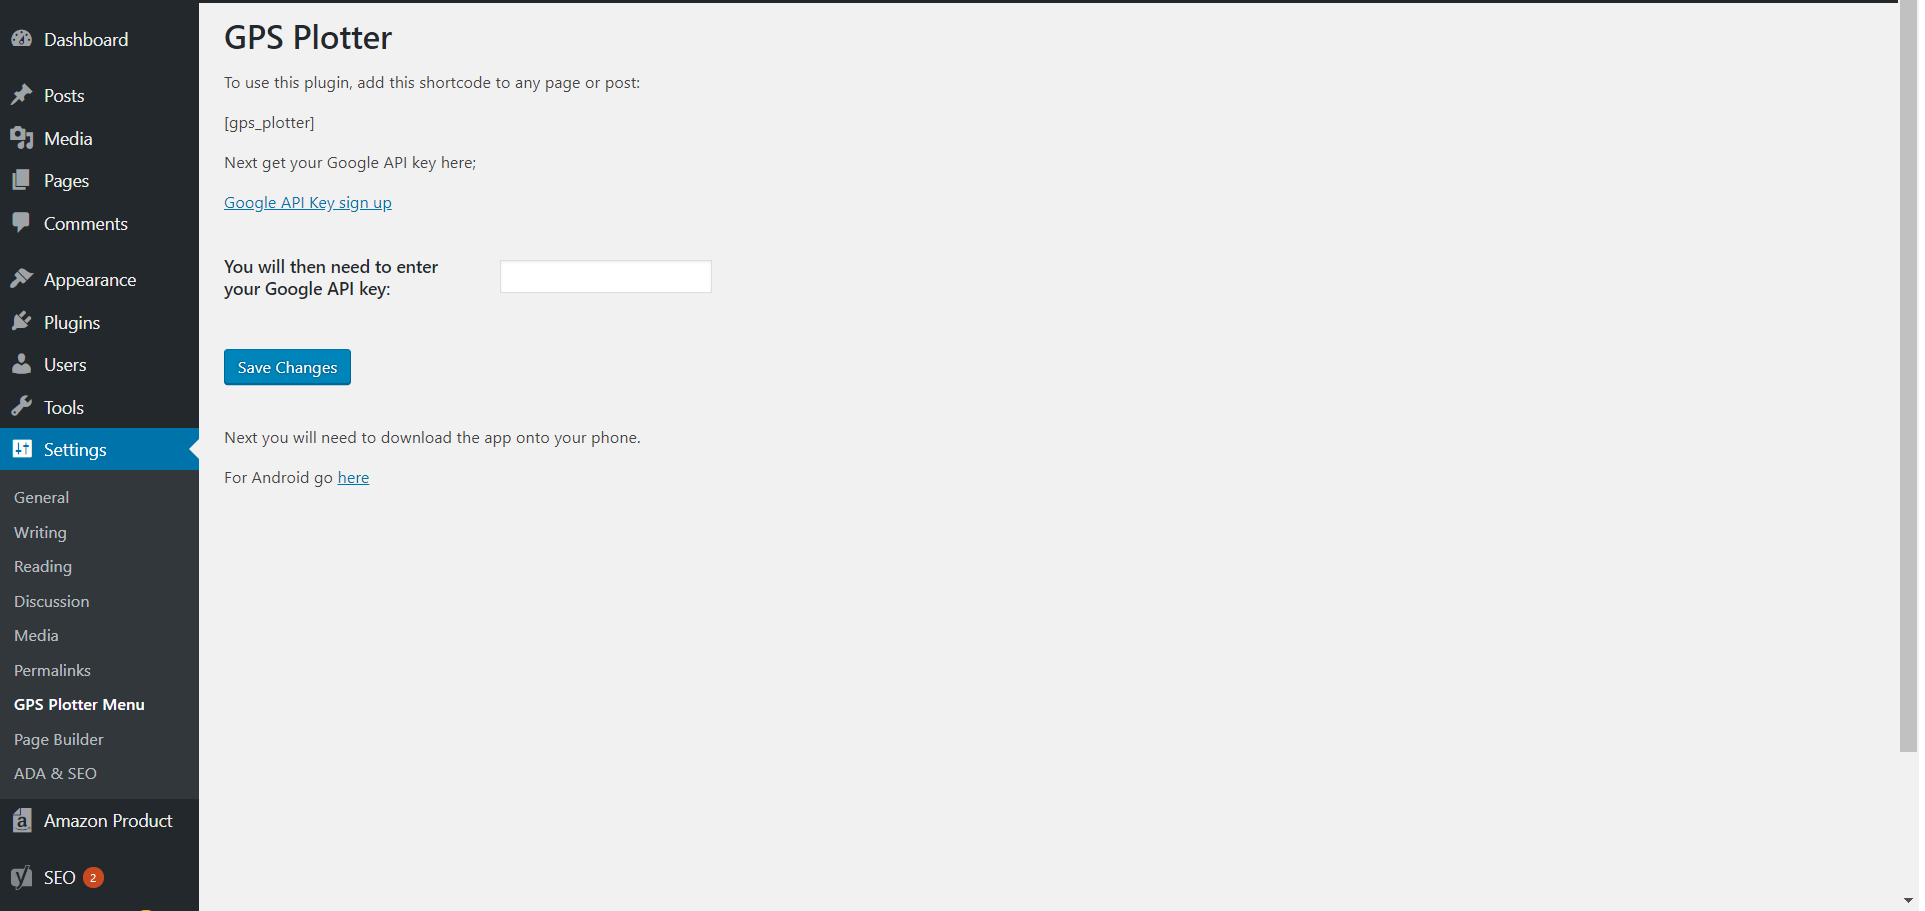 Dashboard
Posts
Media
Pages
Comments
Appearance
Plugins
Users
Tools
Settings
General
Writing
Reading
Discussion
Media
Permalinks
GPS Plotter Menu
Page Builder
ADA & SEO
Amazon Product
SEO 2
GPS Plotter
To use this plugin, add this shortcode to any page or post:
[gps_plotter]
Next get your Google API key here;
Google API Key sign up
You will then need to enter
your Google API key:
Save Changes
Next you will need to download the app onto your phone.
For Android go here